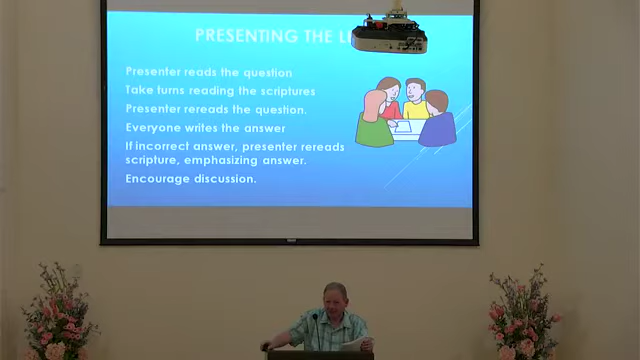 PRESENTING THE
Presenter reads the question
Take turns reading the scriptures
Presenter rereads the question.
Everyone writes the answer
If incorrect answer, presenter rereads
scripture, emphasizing answer.
Encourage discussion.